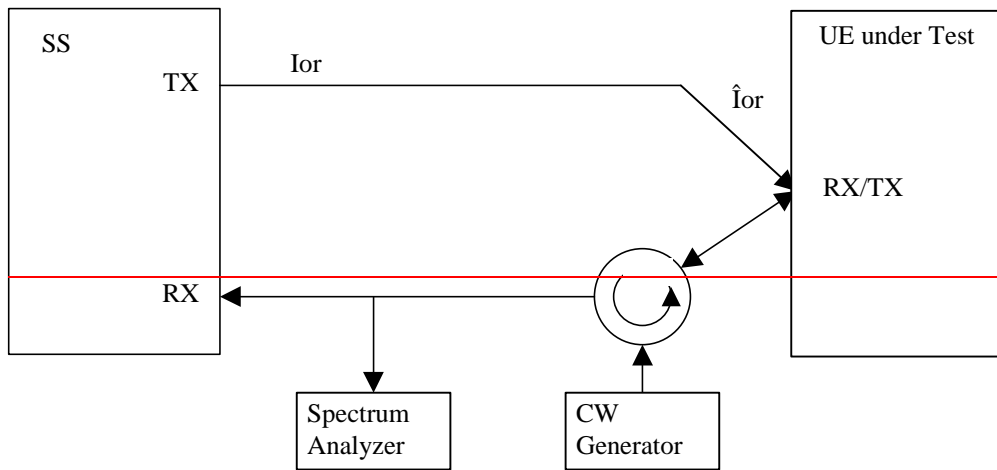 SS
UE under Test
Ior
TX
Îor
RX/TX
RX
Spectrum
Analyzer
CW
Generator